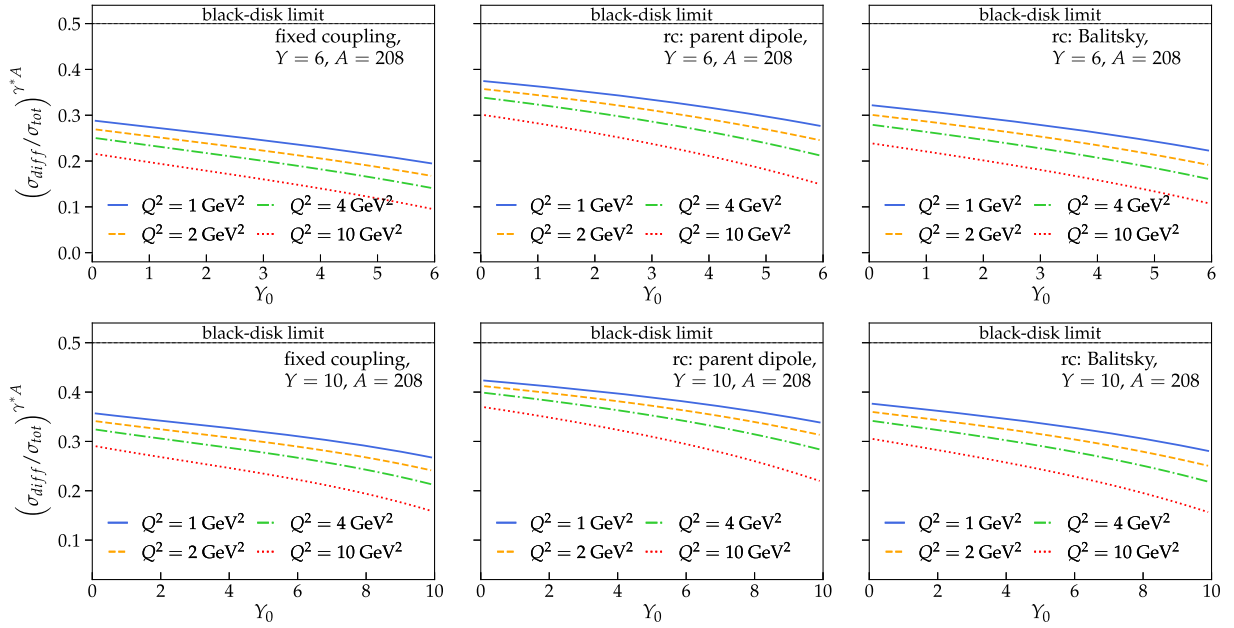 black-disk limit
fixed coupling,
Y = 6, A = 208
0.5
0.4
0.3
0.2
0.1
0.0
(σ_diff/σ_tot)^γ*A
Q² = 1 GeV² Q² = 4 GeV²
Q² = 2 GeV² Q² = 10 GeV²
0 1 2 3 4 5 6
Y₀
black-disk limit
rc: parent dipole,
Y = 6, A = 208
Q² = 1 GeV² Q² = 4 GeV²
Q² = 2 GeV² Q² = 10 GeV²
0 1 2 3 4 5 6
Y₀
black-disk limit
rc: Balitsky,
Y = 6, A = 208
Q² = 1 GeV² Q² = 4 GeV²
Q² = 2 GeV² Q² = 10 GeV²
0 1 2 3 4 5 6
Y₀
black-disk limit
fixed coupling,
Y = 10, A = 208
0.5
0.4
0.3
0.2
0.1
(σ_diff/σ_tot)^γ*A
Q² = 1 GeV² Q² = 4 GeV²
Q² = 2 GeV² Q² = 10 GeV²
0 2 4 6 8 10
Y₀
black-disk limit
rc: parent dipole,
Y = 10, A = 208
Q² = 1 GeV² Q² = 4 GeV²
Q² = 2 GeV² Q² = 10 GeV²
0 2 4 6 8 10
Y₀
black-disk limit
rc: Balitsky,
Y = 10, A = 208
Q² = 1 GeV² Q² = 4 GeV²
Q² = 2 GeV² Q² = 10 GeV²
0 2 4 6 8 10
Y₀